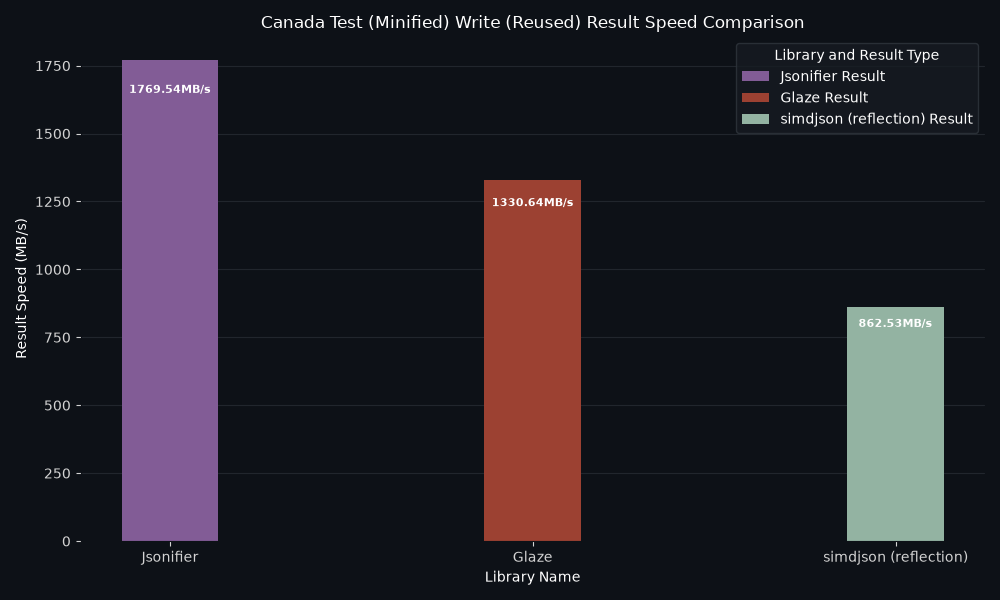 Canada Test (Minified) Write (Reused) Result Speed Comparison
Library and Result Type
Jsonifier Result
Glaze Result
simdjson (reflection) Result
Result Speed (MB/s)
1750
1500
1250
1000
750
500
250
0
1769.54MB/s
1330.64MB/s
862.53MB/s
Jsonifier
Glaze
simdjson (reflection)
Library Name